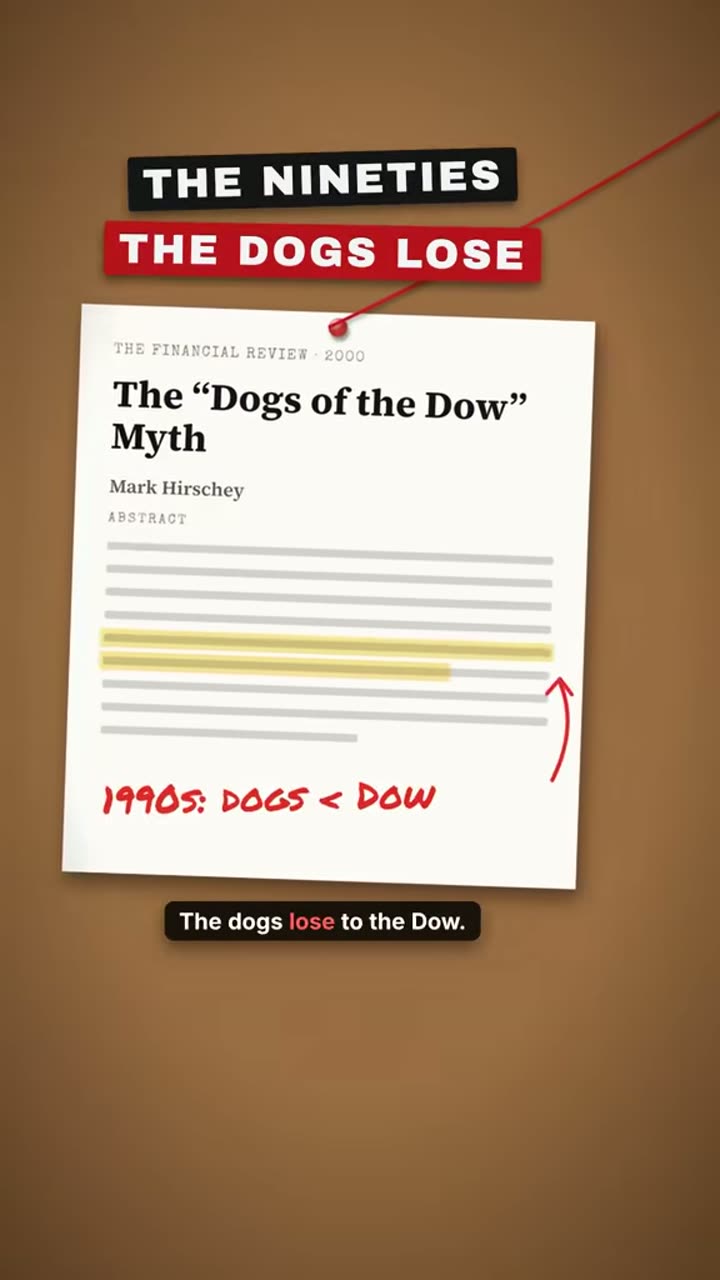 THE NINETIES
THE DOGS LOSE
THE FINANCIAL REVIEW · 2000
The “Dogs of the Dow”
Myth
Mark Hirschey
ABSTRACT
1990s: DOGS < DOW
The dogs lose to the Dow.